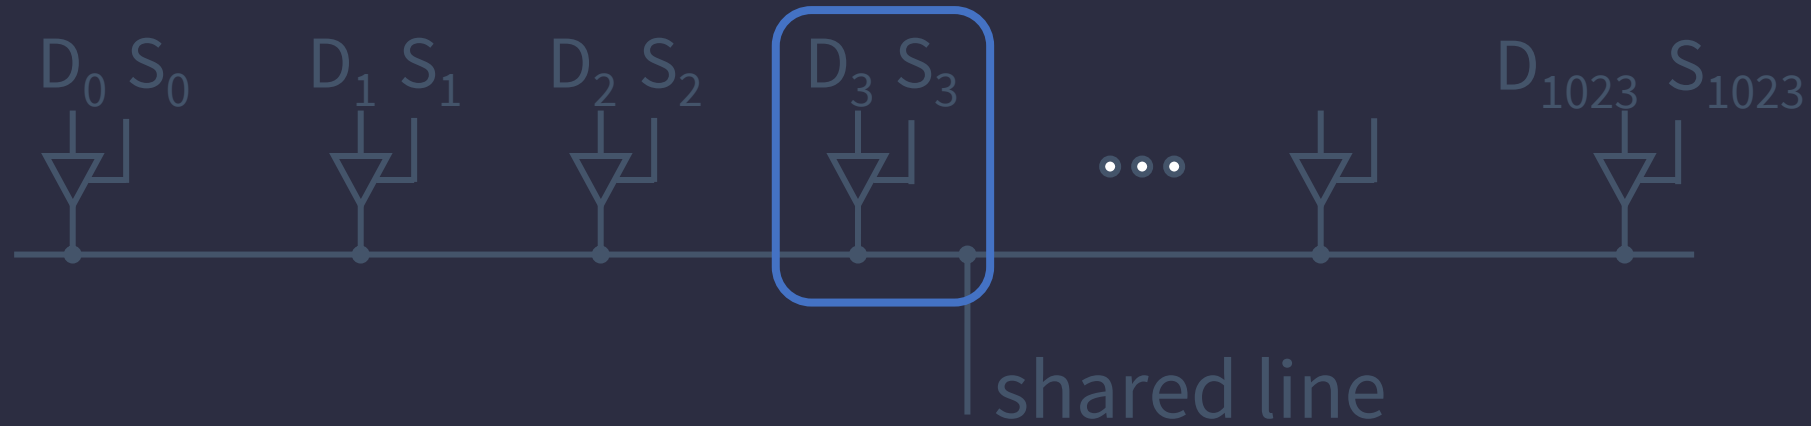 D₀ S₀ D₁ S₁ D₂ S₂ D₃ S₃ D₁₀₂₃ S₁₀₂₃
shared line